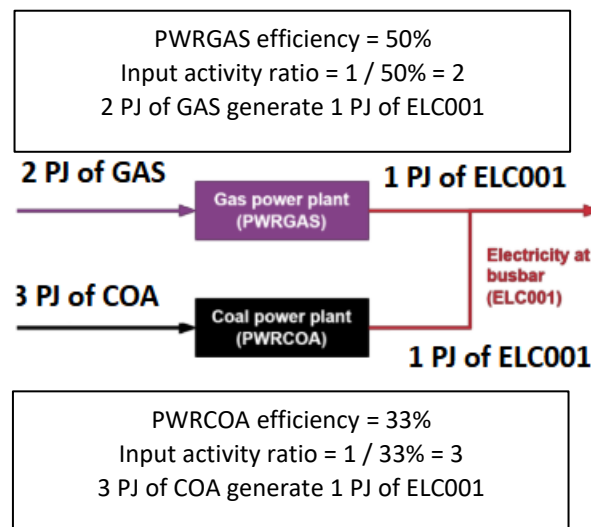 PWRGAS efficiency = 50%
Input activity ratio = 1 / 50% = 2
2 PJ of GAS generate 1 PJ of ELC001
2 PJ of GAS
1 PJ of ELC001
Gas power plant
(PWRGAS)
Electricity at
busbar
(ELC001)
3 PJ of COA
Coal power plant
(PWRCOA)
1 PJ of ELC001
PWRCOA efficiency = 33%
Input activity ratio = 1 / 33% = 3
3 PJ of COA generate 1 PJ of ELC001